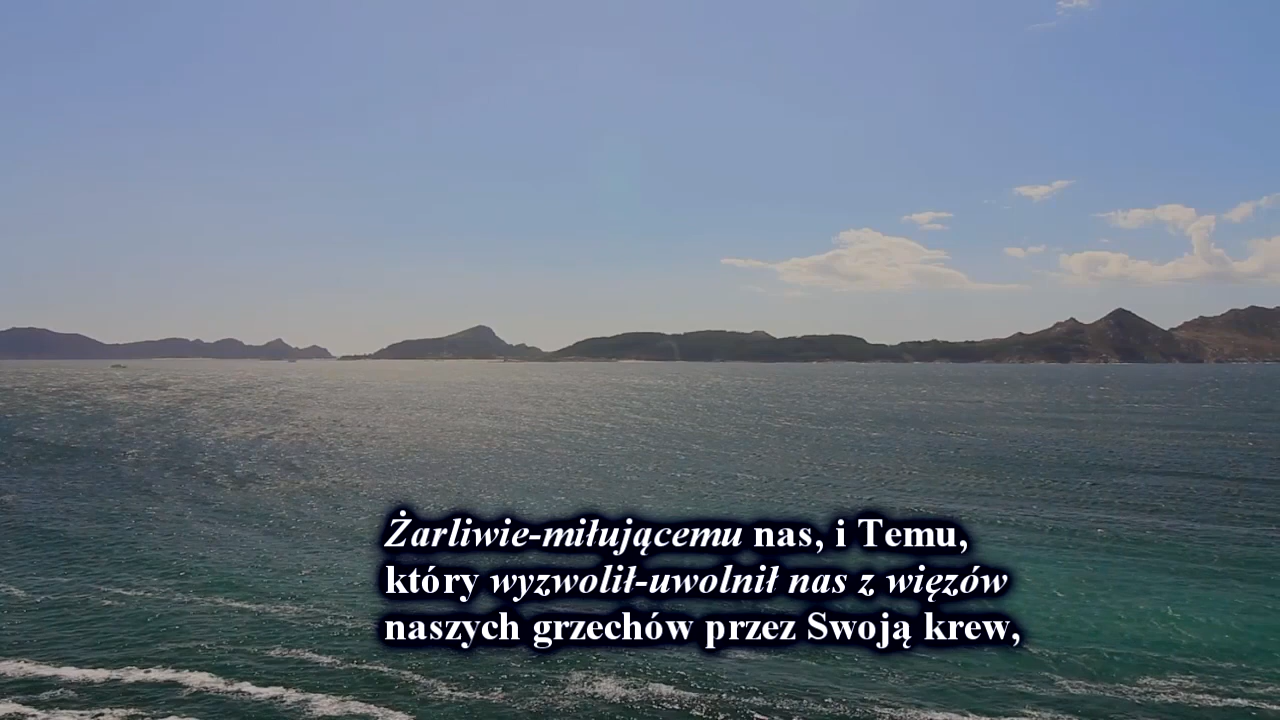 Żarliwie-miłującemu nas, i Temu,
który wyzwolił-uwolnił nas z więzów
naszych grzechów przez Swoją krew,